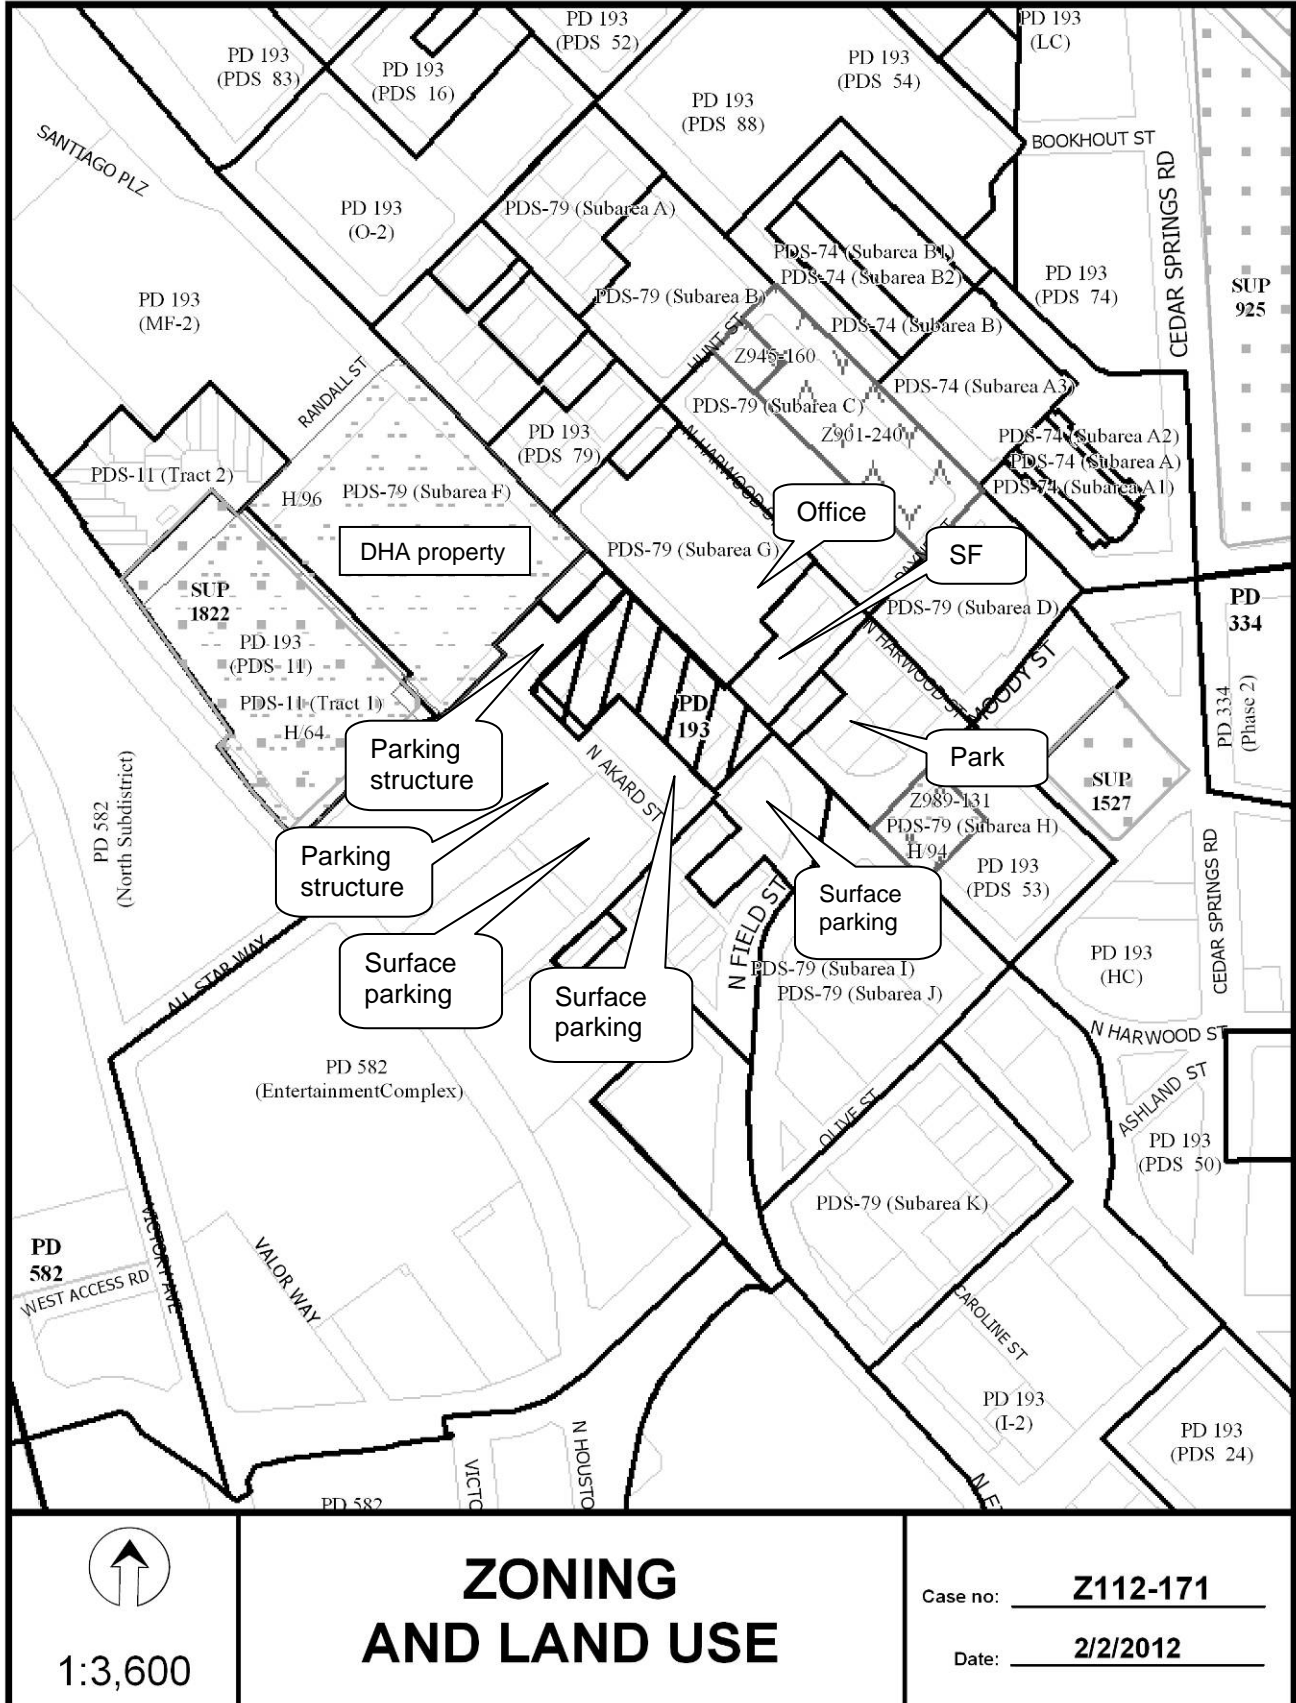 PD 193
(LC)
PD 193
(PDS 52)
PD 193
(PDS 83)
PD 193
(PDS 16)
PD 193
(PDS 54)
PD 193
(PDS 88)
BOOKHOUT ST
SANTIAGO PLZ
CEDAR SPRINGS RD
PD 193
(O-2)
PDS-79 (Subarea A)
PDS-74 (Subarea B1)
PDS-74 (Subarea B2)
PD 193
(PDS 74)
SUP
925
PD 193
(MF-2)
PDS-79 (Subarea B)
PDS-74 (Subarea B)
HUNT ST
Z945-160
RANDALL ST
PDS-74 (Subarea A3)
PDS-79 (Subarea C)
Z901-240
PD 193
(PDS 79)
N HARWOOD S
PDS-74 (Subarea A2)
PDS-74 (Subarea A)
PDS-74 (Subarea A1)
PDS-11 (Tract 2)
H/96
PDS-79 (Subarea F)
Office
DHA property
PDS-79 (Subarea G)
SF
SUP
1822
PDS-79 (Subarea D)
PD
334
PD 193
(PDS 11)
N HARWOOD ST
MOODY ST
PDS-11 (Tract 1)
H/64
PD
193
PD 334
(Phase 2)
Parking
structure
N AKARD ST
Park
PD 582
(North Subdistrict)
SUP
1527
Z989-131
PDS-79 (Subarea H)
H/94
Parking
structure
PD 193
(PDS 53)
CEDAR SPRINGS RD
Surface
parking
N FIELD ST
Surface
parking
ALL STAR WAY
PD 193
(HC)
PDS-79 (Subarea I)
PDS-79 (Subarea J)
Surface
parking
N HARWOOD ST
PD 582
(EntertainmentComplex)
ASHLAND ST
OLIVE ST
PD 193
(PDS 50)
PDS-79 (Subarea K)
VICTORY AVE
PD
582
WEST ACCESS RD
VALOR WAY
CAROLINE ST
PD 193
(I-2)
PD 193
(PDS 24)
VICTO
N HOUSTO
PD 582
ZONING
AND LAND USE
1:3,600
Case no: Z112-171
Date: 2/2/2012